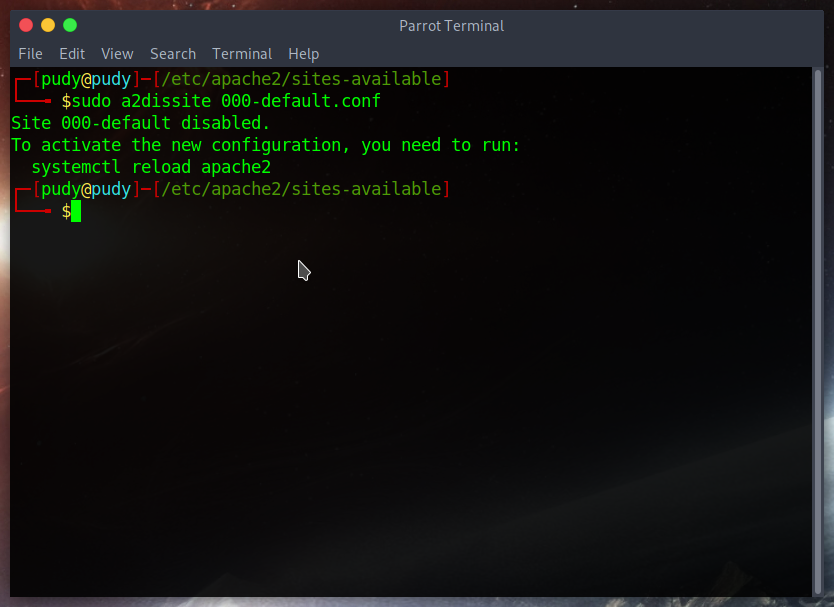 Parrot Terminal
File Edit View Search Terminal Help
┌─[pudy@pudy]─[/etc/apache2/sites-available]
└──╼ $sudo a2dissite 000-default.conf
Site 000-default disabled.
To activate the new configuration, you need to run:
  systemctl reload apache2
┌─[pudy@pudy]─[/etc/apache2/sites-available]
└──╼ $